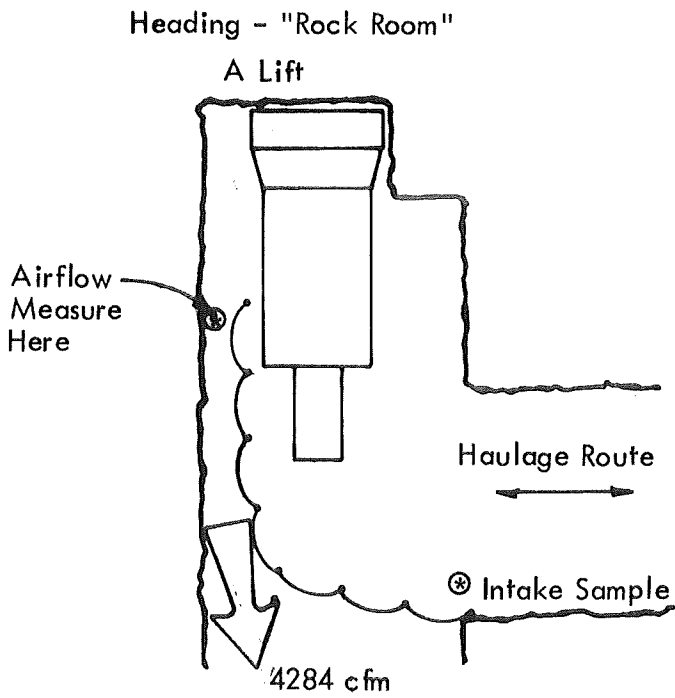 Heading - "Rock Room"
A Lift
Airflow
Measure
Here
Haulage Route
Intake Sample
4284 cfm